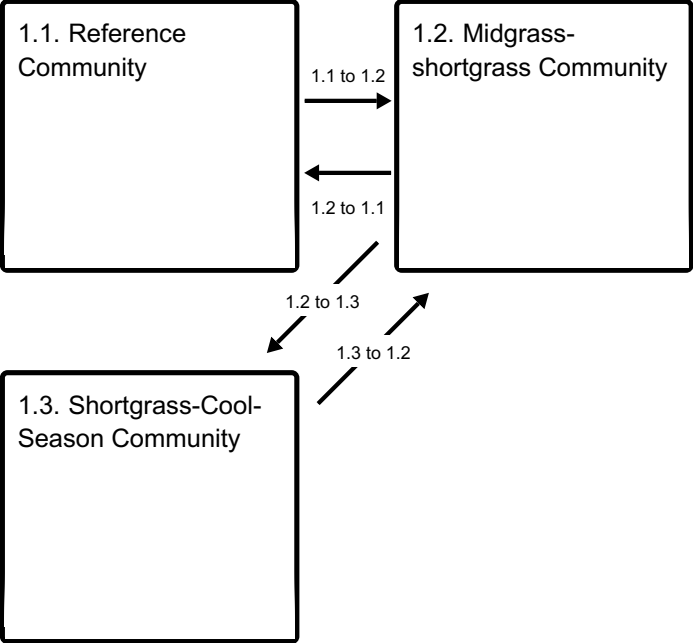 1.1. Reference
Community
1.2. Midgrass-
shortgrass Community
1.1 to 1.2
1.2 to 1.1
1.2 to 1.3
1.3 to 1.2
1.3. Shortgrass-Cool-
Season Community